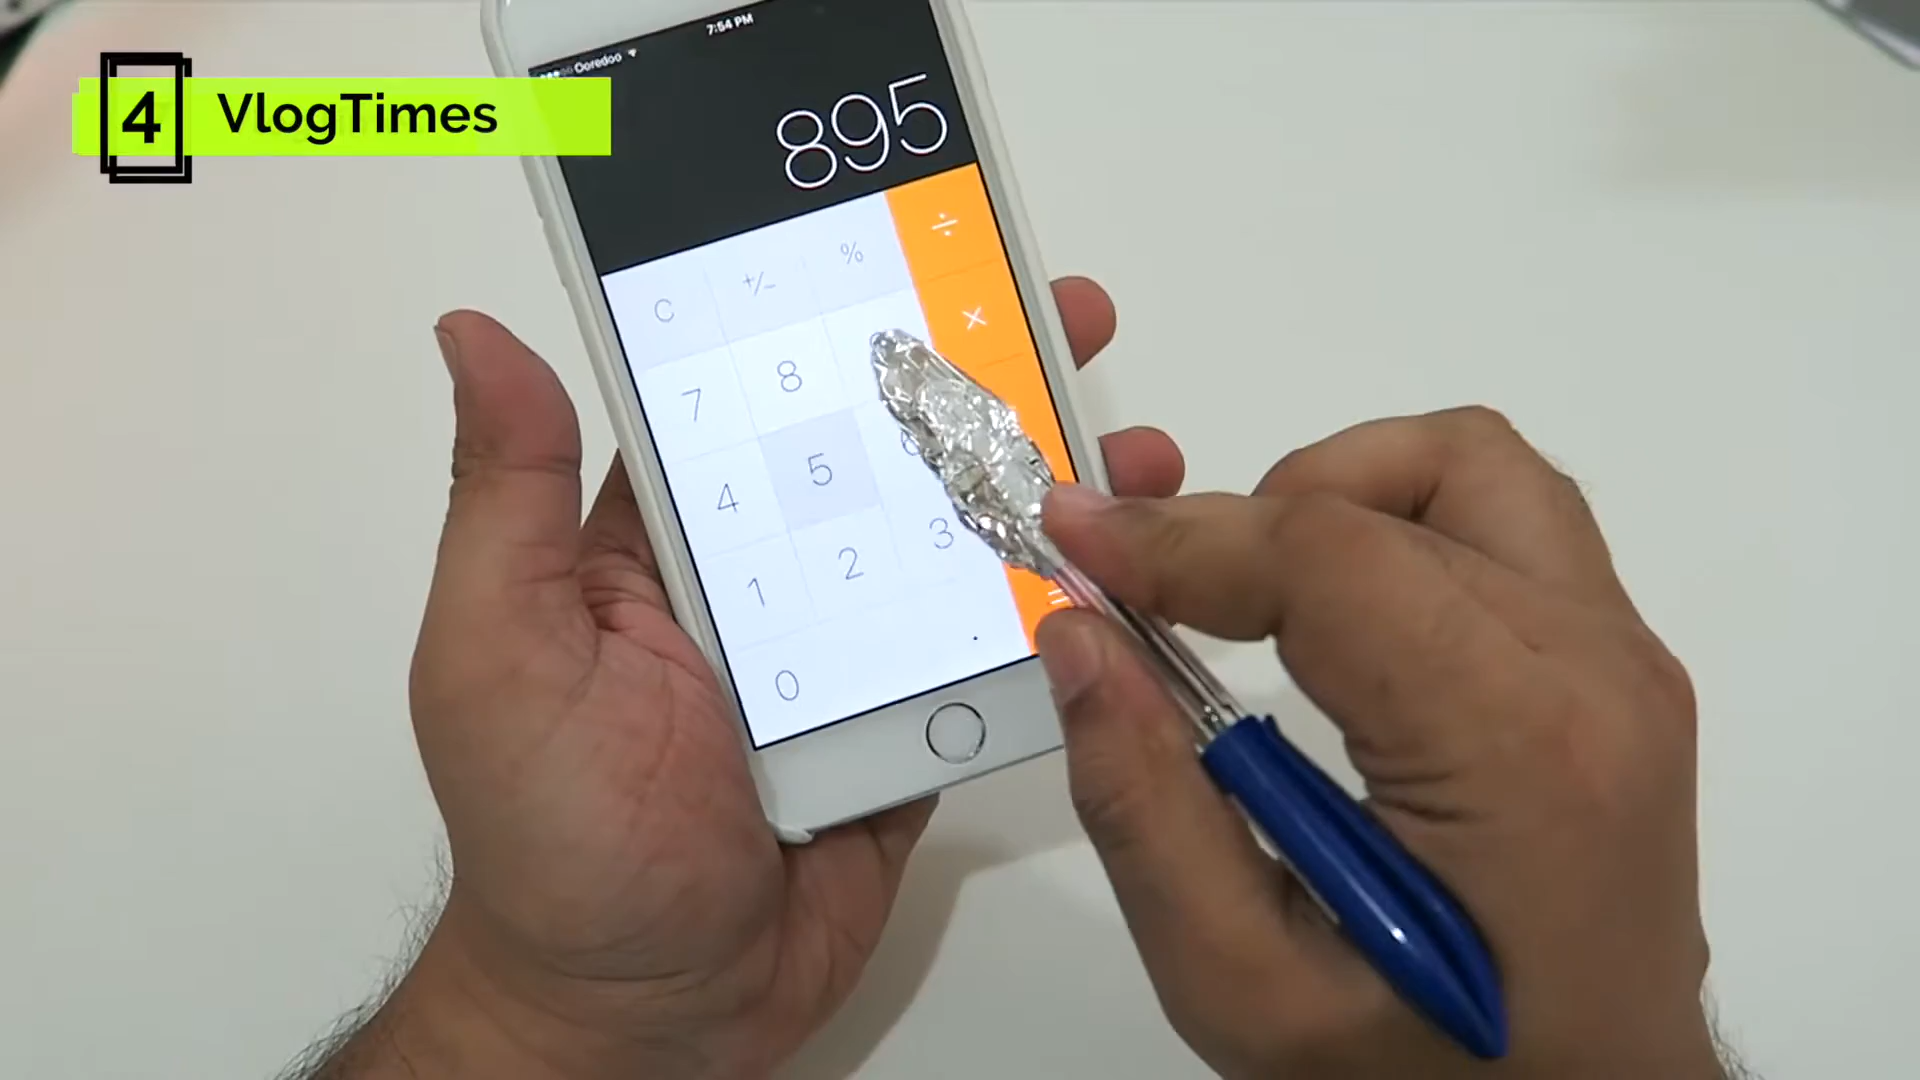 4 VlogTimes
7:54 PM
Ooredoo
895
C +/- % ÷
7 8 ×
4 5
1 2 3 =
0 .